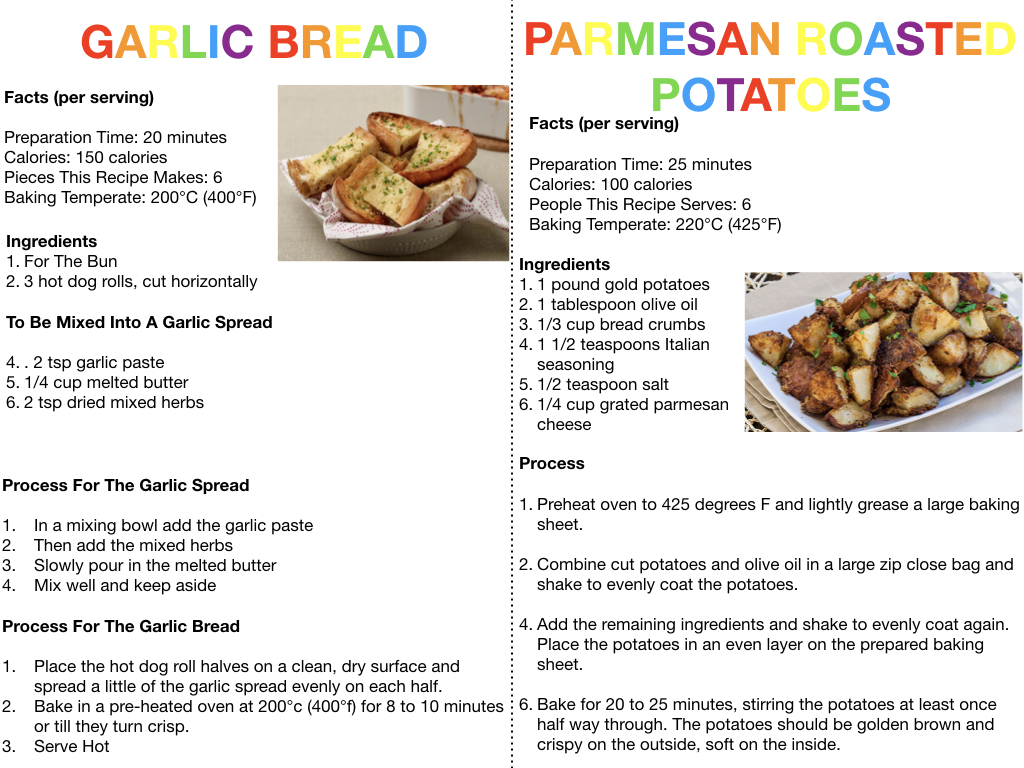 GARLIC BREAD
Facts (per serving)
Preparation Time: 20 minutes
Calories: 150 calories
Pieces This Recipe Makes: 6
Baking Temperate: 200°C (400°F)
Ingredients
1. For The Bun
2. 3 hot dog rolls, cut horizontally
To Be Mixed Into A Garlic Spread
4. . 2 tsp garlic paste
5. 1/4 cup melted butter
6. 2 tsp dried mixed herbs
Process For The Garlic Spread
1. In a mixing bowl add the garlic paste
2. Then add the mixed herbs
3. Slowly pour in the melted butter
4. Mix well and keep aside
Process For The Garlic Bread
1. Place the hot dog roll halves on a clean, dry surface and
spread a little of the garlic spread evenly on each half.
2. Bake in a pre-heated oven at 200°c (400°f) for 8 to 10 minutes
or till they turn crisp.
3. Serve Hot
PARMESAN ROASTED
POTATOES
Facts (per serving)
Preparation Time: 25 minutes
Calories: 100 calories
People This Recipe Serves: 6
Baking Temperate: 220°C (425°F)
Ingredients
1. 1 pound gold potatoes
2. 1 tablespoon olive oil
3. 1/3 cup bread crumbs
4. 1 1/2 teaspoons Italian
seasoning
5. 1/2 teaspoon salt
6. 1/4 cup grated parmesan
cheese
Process
1. Preheat oven to 425 degrees F and lightly grease a large baking
sheet.
2. Combine cut potatoes and olive oil in a large zip close bag and
shake to evenly coat the potatoes.
4. Add the remaining ingredients and shake to evenly coat again.
Place the potatoes in an even layer on the prepared baking
sheet.
6. Bake for 20 to 25 minutes, stirring the potatoes at least once
half way through. The potatoes should be golden brown and
crispy on the outside, soft on the inside.